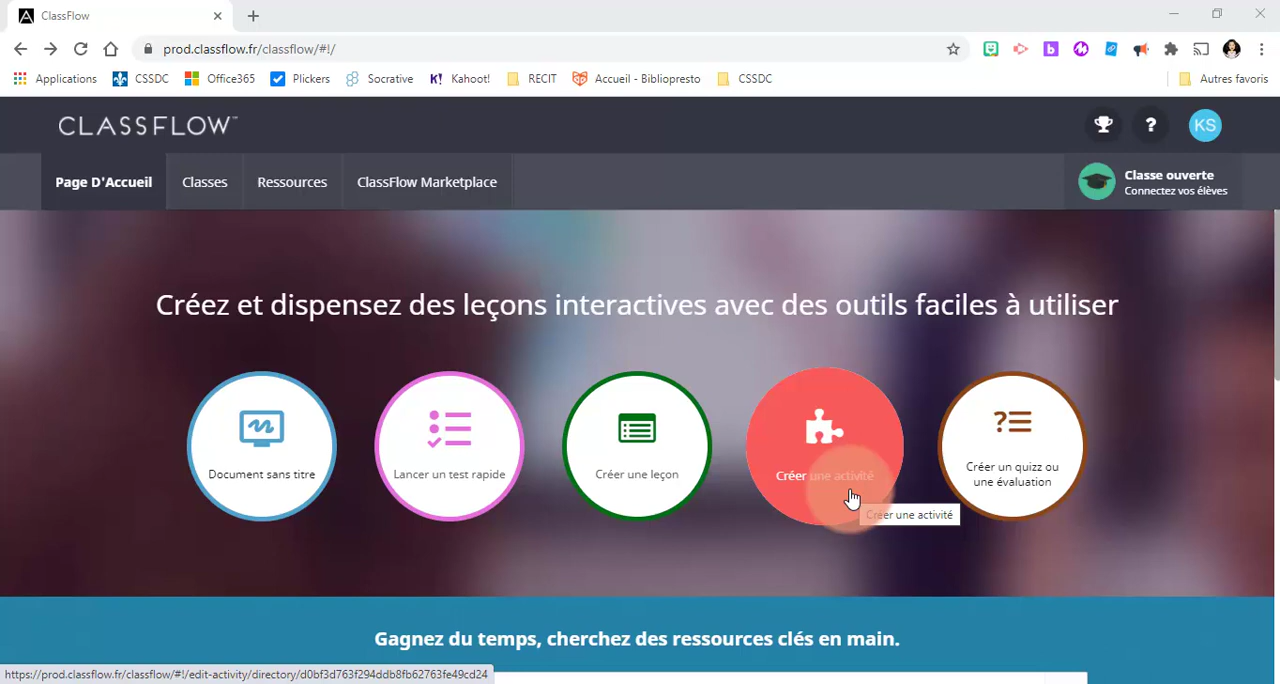 ClassFlow
prod.classflow.fr/classflow/#!/
Applications CSSDC Office365 Plickers Socrative Kahoot! RECIT Accueil - Bibliopresto CSSDC Autres favoris
CLASSFLOW™
? KS
Page D'Accueil Classes Ressources ClassFlow Marketplace
Classe ouverte
Connectez vos élèves
Créez et dispensez des leçons interactives avec des outils faciles à utiliser
Document sans titre
Lancer un test rapide
Créer une leçon
Créer une activité
Créer un quizz ou
une évaluation
Créer une activité
Gagnez du temps, cherchez des ressources clés en main.
https://prod.classflow.fr/classflow/#!/edit-activity/directory/d0bf3d763f294ddb8fb62763fe49cd24